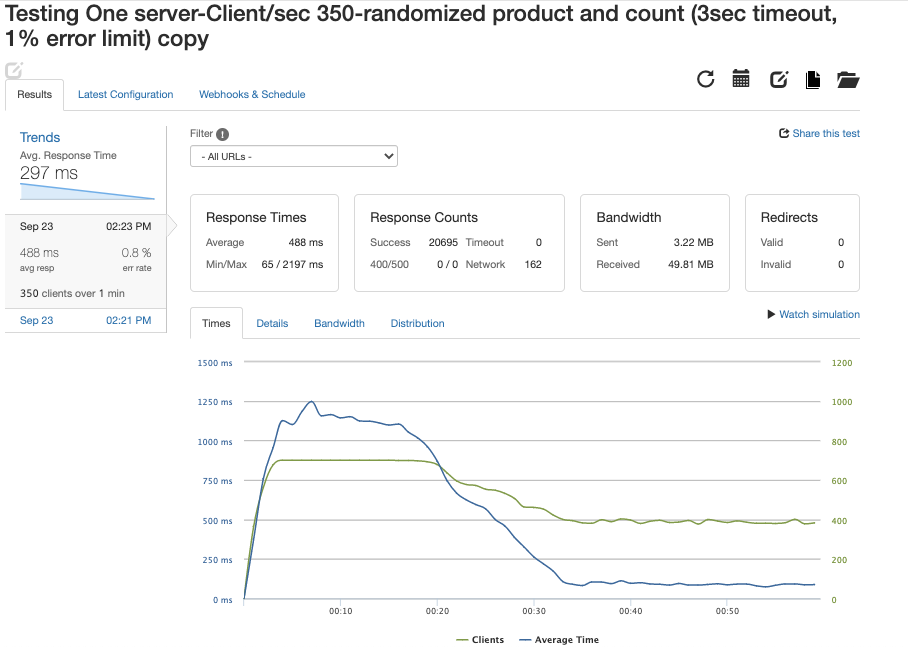 Testing One server-Client/sec 350-randomized product and count (3sec timeout,
1% error limit) copy
Results
Latest Configuration
Webhooks & Schedule
Trends
Avg. Response Time
297 ms
Sep 23 02:23 PM
488 ms 0.8 %
avg resp err rate
350 clients over 1 min
Sep 23 02:21 PM
Filter !
Share this test
- All URLs -
Response Times
Average 488 ms
Min/Max 65 / 2197 ms
Response Counts
Success 20695 Timeout 0
400/500 0 / 0 Network 162
Bandwidth
Sent 3.22 MB
Received 49.81 MB
Redirects
Valid 0
Invalid 0
Times
Details
Bandwidth
Distribution
Watch simulation
1500 ms 1200
1250 ms 1000
1000 ms 800
750 ms 600
500 ms 400
250 ms 200
0 ms 0
00:10 00:20 00:30 00:40 00:50
Clients Average Time